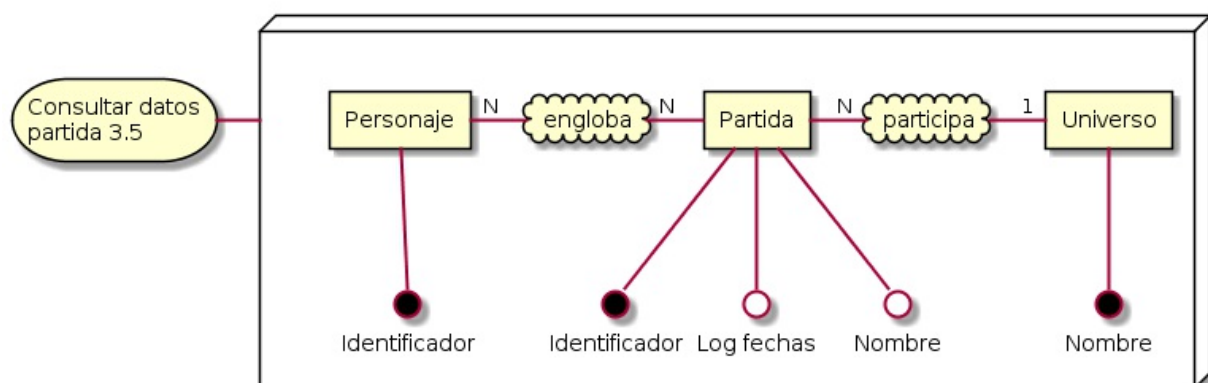 Consultar datos
partida 3.5
Personaje
N
engloba
N
Partida
N
participa
1
Universo
Identificador
Identificador
Log fechas
Nombre
Nombre